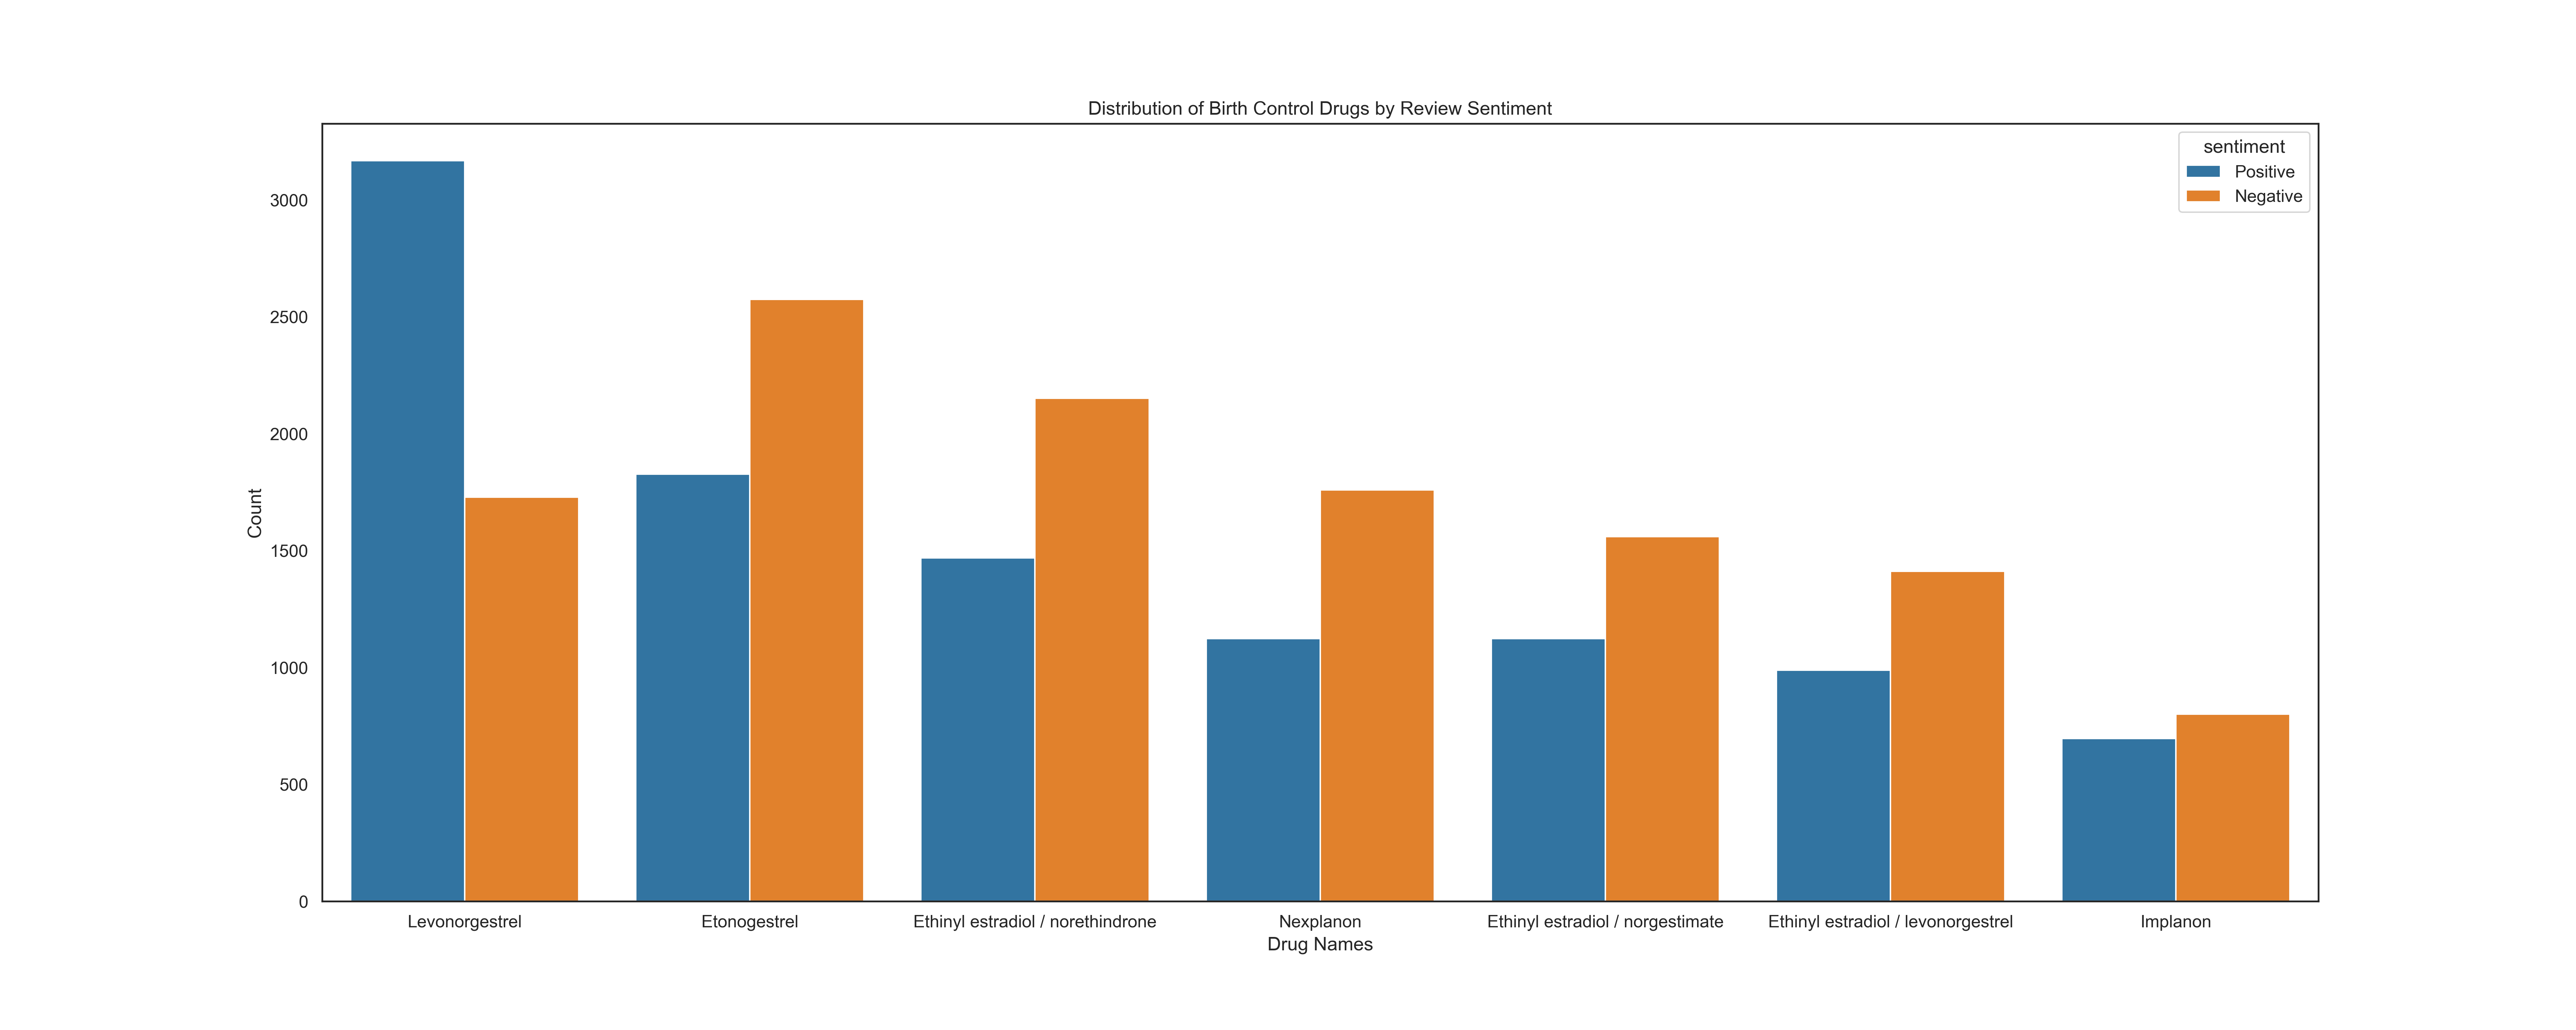 Distribution of Birth Control Drugs by Review Sentiment
sentiment
Positive
Negative
3000
2500
2000
1500
1000
500
0
Count
Levonorgestrel
Etonogestrel
Ethinyl estradiol / norethindrone
Nexplanon
Ethinyl estradiol / norgestimate
Ethinyl estradiol / levonorgestrel
Implanon
Drug Names